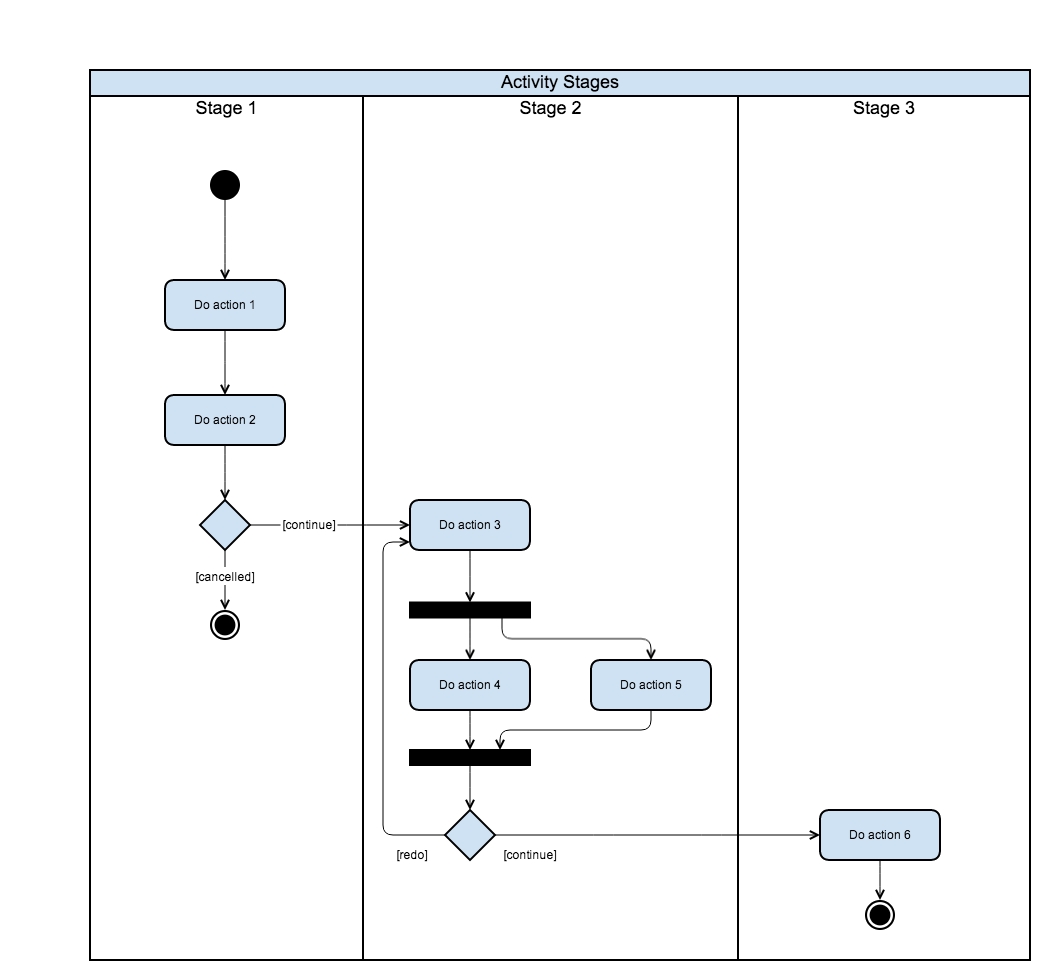 Activity Stages
Stage 1
Stage 2
Stage 3
Do action 1
Do action 2
[continue]
Do action 3
[cancelled]
Do action 4
Do action 5
Do action 6
[redo]
[continue]